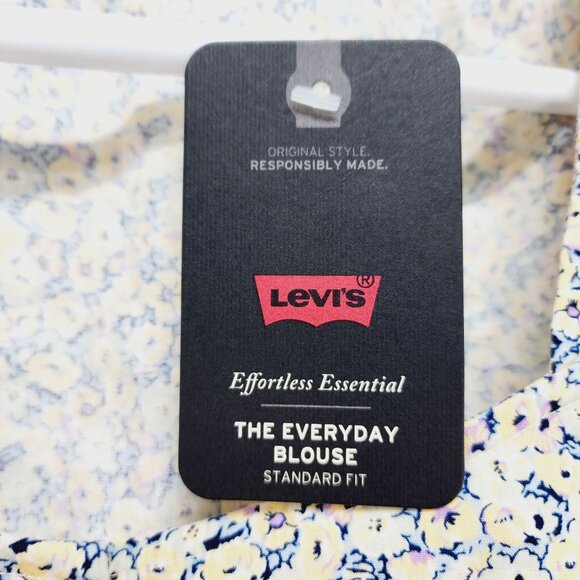 ORIGINAL STYLE.
RESPONSIBLY MADE.
LEVI'S®
Effortless Essential
THE EVERYDAY
BLOUSE
STANDARD FIT